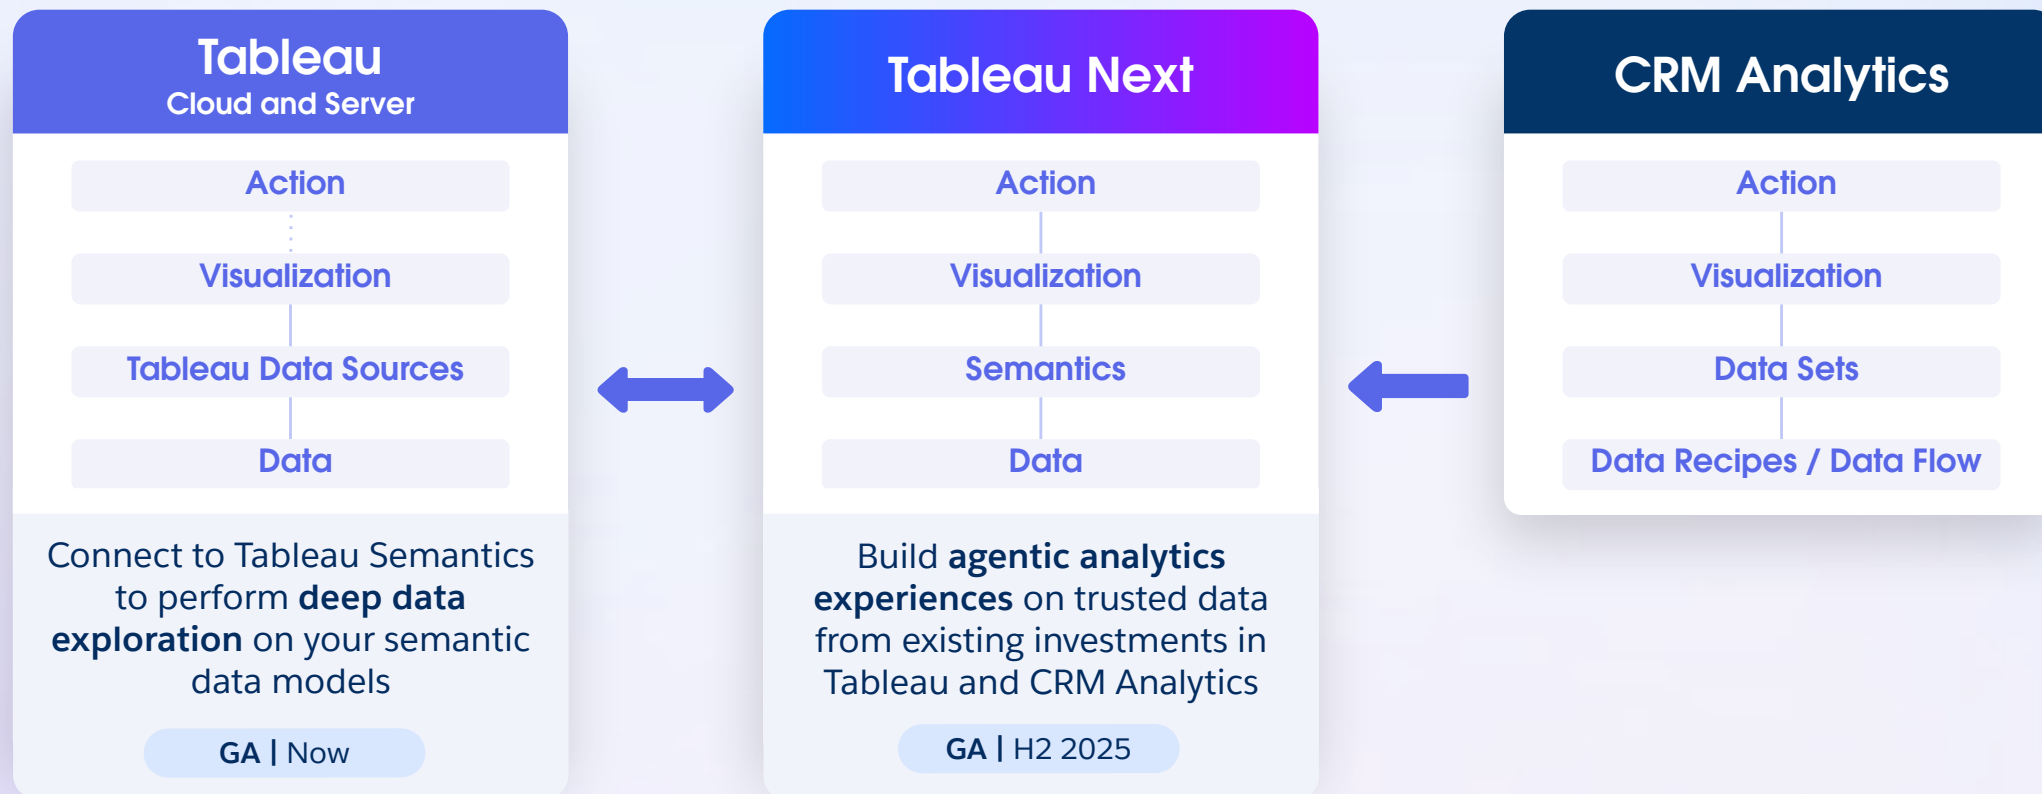 Tableau
Cloud and Server
Action
Visualization
Tableau Data Sources
Data
Connect to Tableau Semantics
to perform deep data
exploration on your semantic
data models
GA | Now
Tableau Next
Action
Visualization
Semantics
Data
Build agentic analytics
experiences on trusted data
from existing investments in
Tableau and CRM Analytics
GA | H2 2025
CRM Analytics
Action
Visualization
Data Sets
Data Recipes / Data Flow